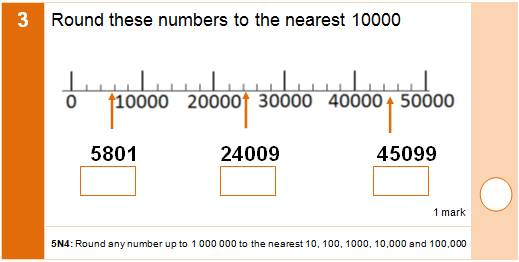 3 Round these numbers to the nearest 10000
0 10000 20000 30000 40000 50000
5801 24009 45099
1 mark
5N4: Round any number up to 1 000 000 to the nearest 10, 100, 1000, 10,000 and 100,000